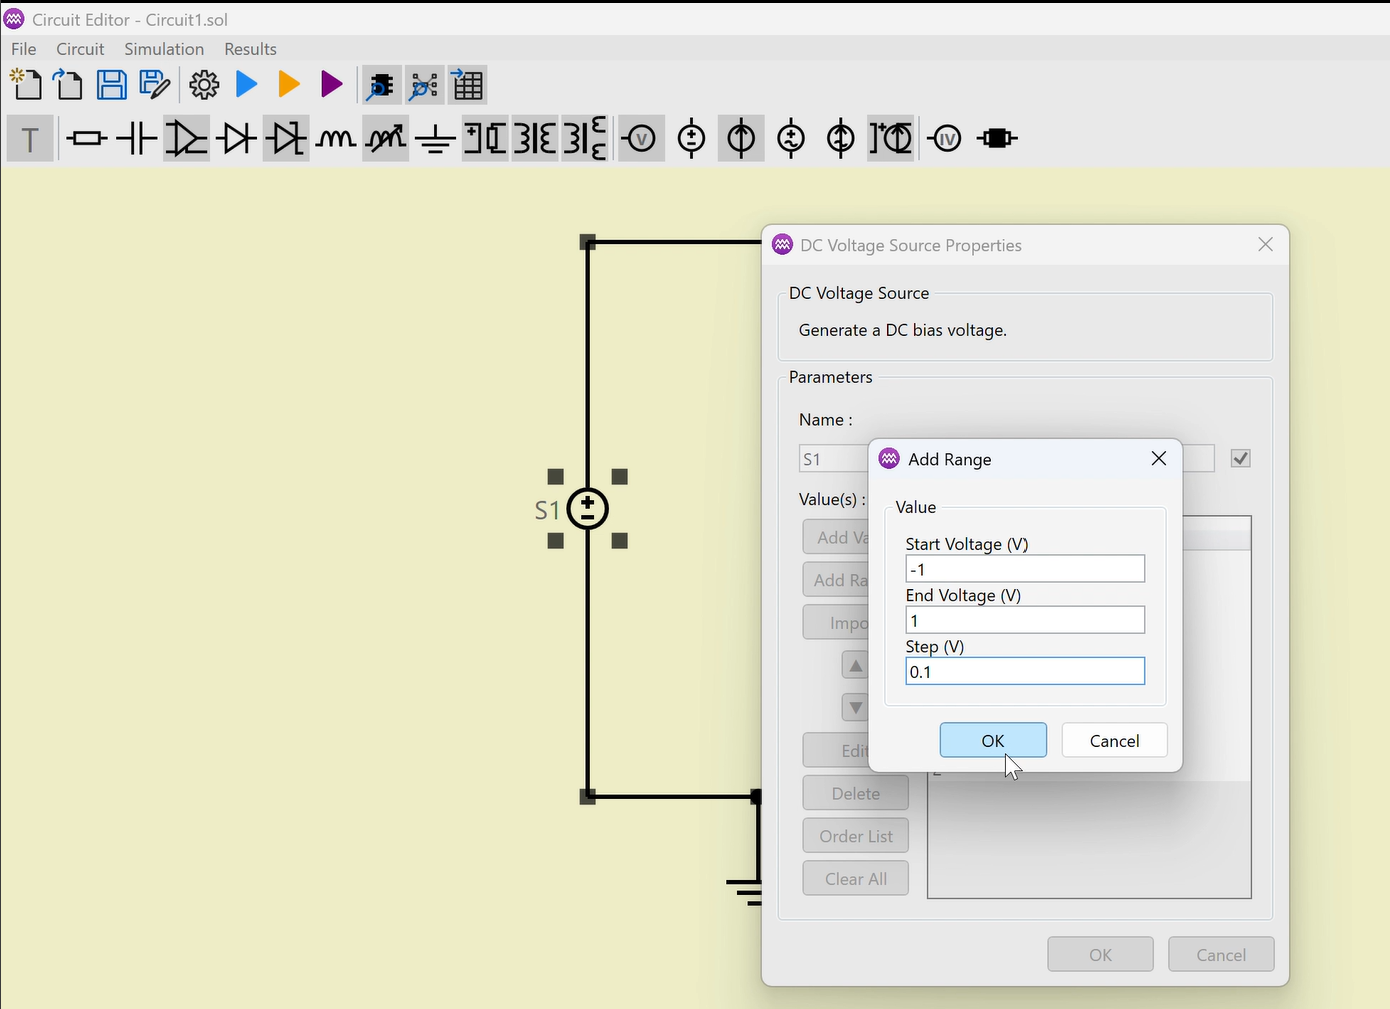 Circuit Editor - Circuit1.sol
File Circuit Simulation Results
T V IV
DC Voltage Source Properties
DC Voltage Source
Generate a DC bias voltage.
Parameters
Name :
S1
Add Range
Value(s) :
Value
Add Va
Start Voltage (V)
-1
Add Ra
End Voltage (V)
1
Impo
Step (V)
0.1
S1
OK Cancel
Edit
Delete
Order List
Clear All
OK Cancel